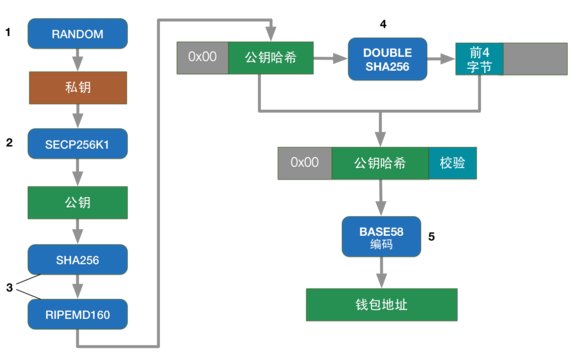 1
RANDOM
私钥
2
SECP256K1
公钥
SHA256
3
RIPEMD160
4
0x00
公钥哈希
DOUBLE
SHA256
前4
字节
0x00
公钥哈希
校验
BASE58
编码
5
钱包地址